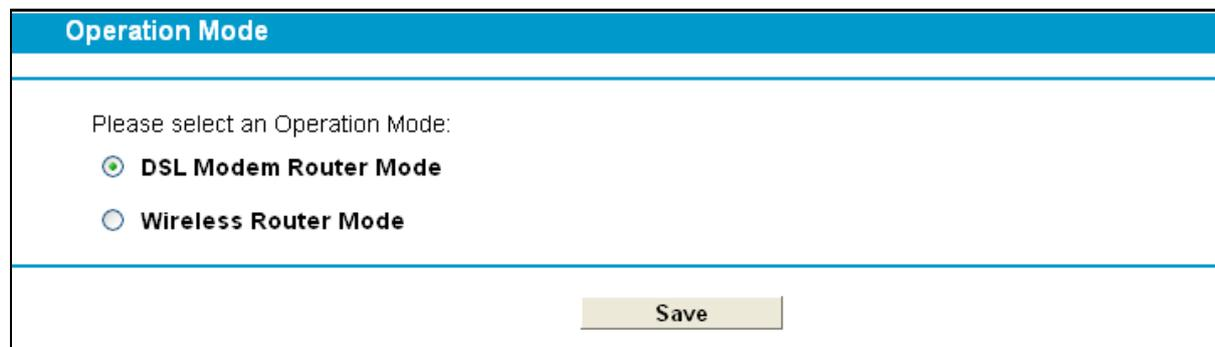 Operation Mode
Please select an Operation Mode:
DSL Modem Router Mode
Wireless Router Mode
Save